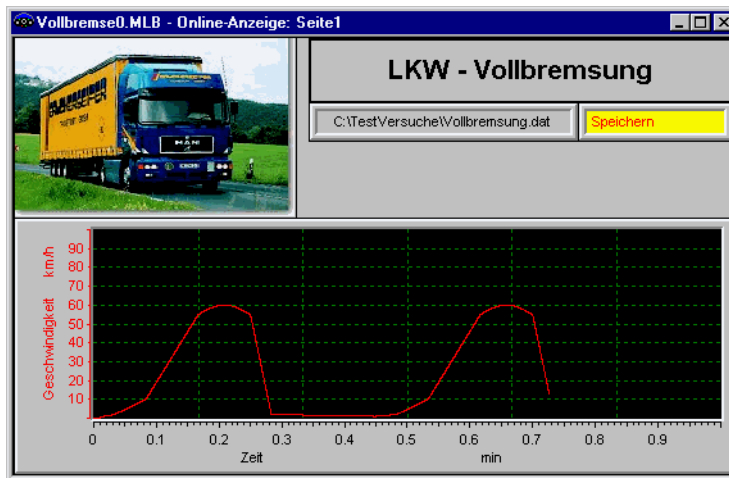 Vollbremse0.MLB - Online-Anzeige: Seite1
LKW - Vollbremsung
C:\TestVersuche\Vollbremsung.dat
Speichern
MAN
Geschwindigkeit km/h
90
80
70
60
50
40
30
20
10
0 0.1 0.2 0.3 0.4 0.5 0.6 0.7 0.8 0.9
Zeit min